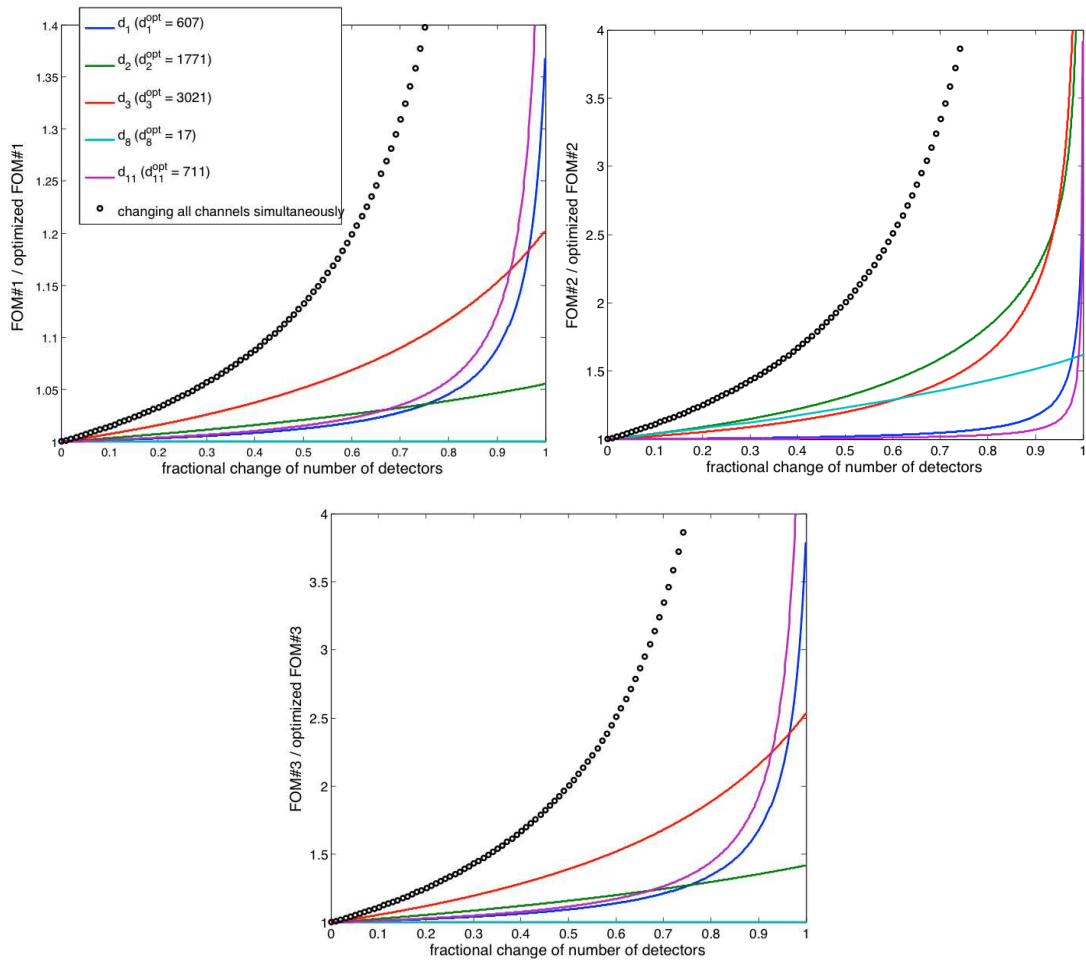 1.4
1.35
1.3
1.25
1.2
1.15
1.1
1.05
1
FOM#1 / optimized FOM#1
d1 (d1opt = 607)
d2 (d2opt = 1771)
d3 (d3opt = 3021)
d8 (d8opt = 17)
d11 (d11opt = 711)
changing all channels simultaneously
0 0.1 0.2 0.3 0.4 0.5 0.6 0.7 0.8 0.9 1
fractional change of number of detectors
4
3.5
3
2.5
2
1.5
1
FOM#2 / optimized FOM#2
0 0.1 0.2 0.3 0.4 0.5 0.6 0.7 0.8 0.9 1
fractional change of number of detectors
4
3.5
3
2.5
2
1.5
1
FOM#3 / optimized FOM#3
0 0.1 0.2 0.3 0.4 0.5 0.6 0.7 0.8 0.9 1
fractional change of number of detectors